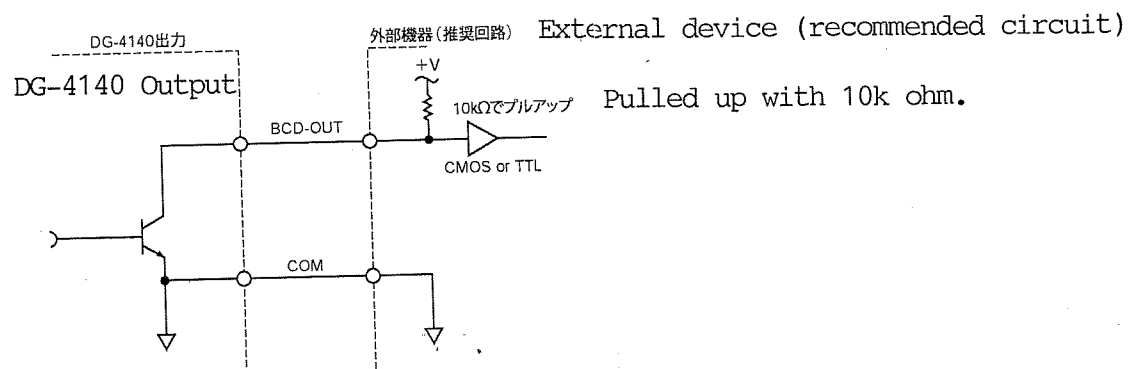 DG-4140出力
外部機器(推奨回路)
External device (recommended circuit)
DG-4140 Output
+V
10kΩでプルアップ
Pulled up with 10k ohm.
BCD-OUT
CMOS or TTL
COM